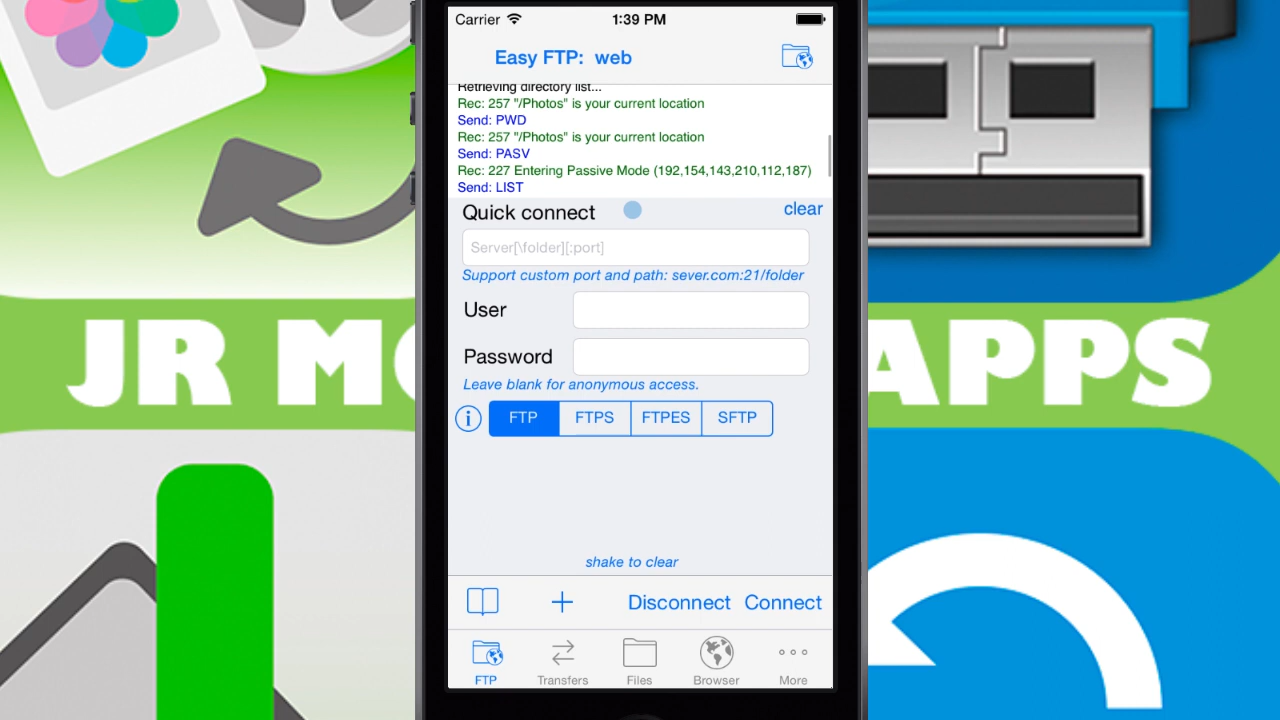 Carrier
1:39 PM
Easy FTP: web
Retrieving directory list...
Rec: 257 "/Photos" is your current location
Send: PWD
Rec: 257 "/Photos" is your current location
Send: PASV
Rec: 227 Entering Passive Mode (192,154,143,210,112,187)
Send: LIST
Quick connect
clear
Server[\folder][:port]
Support custom port and path: sever.com:21/folder
User
Password
Leave blank for anonymous access.
FTP FTPS FTPES SFTP
shake to clear
Disconnect Connect
FTP Transfers Files Browser More
JR M
APPS